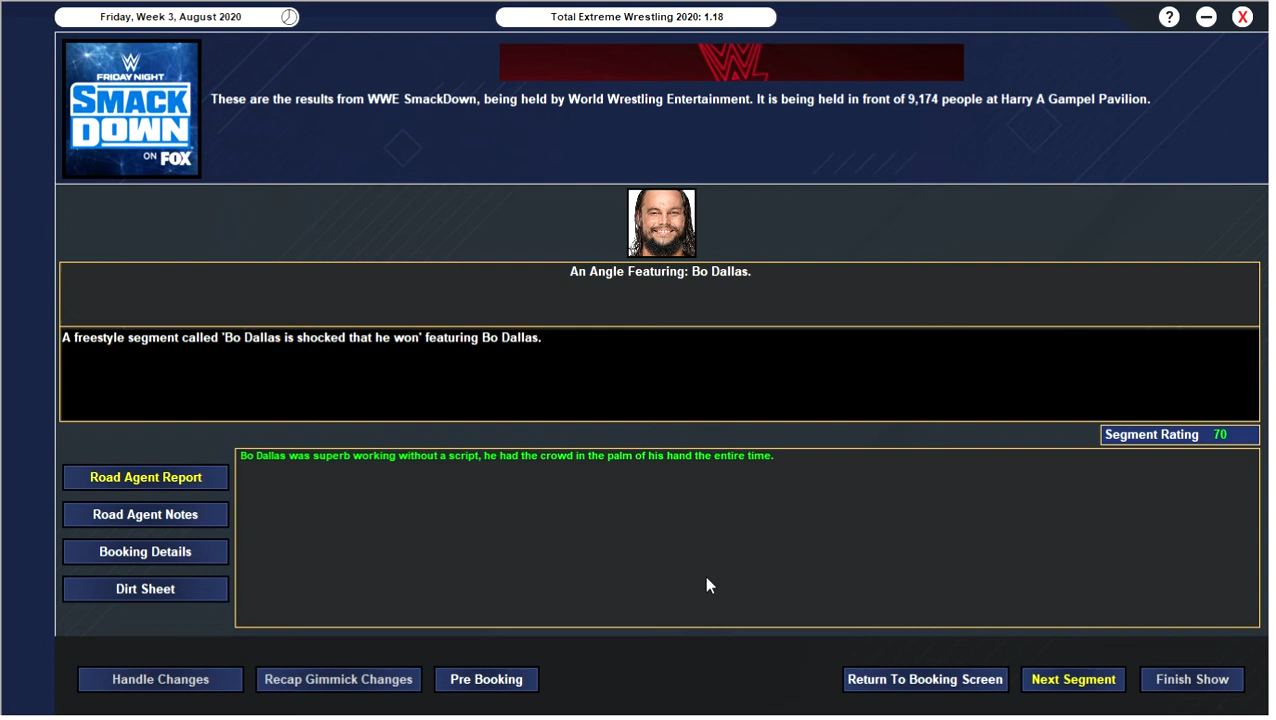 Friday, Week 3, August 2020
Total Extreme Wrestling 2020: 1.18
?
X
W
FRIDAY NIGHT
SMACK
DOWN
ON FOX
These are the results from WWE SmackDown, being held by World Wrestling Entertainment. It is being held in front of 9,174 people at Harry A Gampel Pavilion.
An Angle Featuring: Bo Dallas.
A freestyle segment called 'Bo Dallas is shocked that he won' featuring Bo Dallas.
Segment Rating 70
Bo Dallas was superb working without a script, he had the crowd in the palm of his hand the entire time.
Road Agent Report
Road Agent Notes
Booking Details
Dirt Sheet
Handle Changes
Recap Gimmick Changes
Pre Booking
Return To Booking Screen
Next Segment
Finish Show